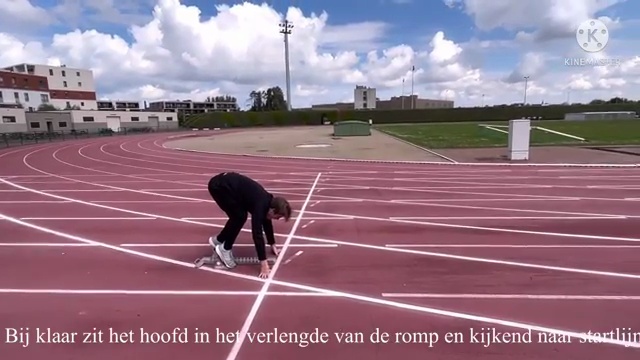 K
KINEMASTER
Bij klaar zit het hoofd in het verlengde van de romp en kijkend naar startlijn